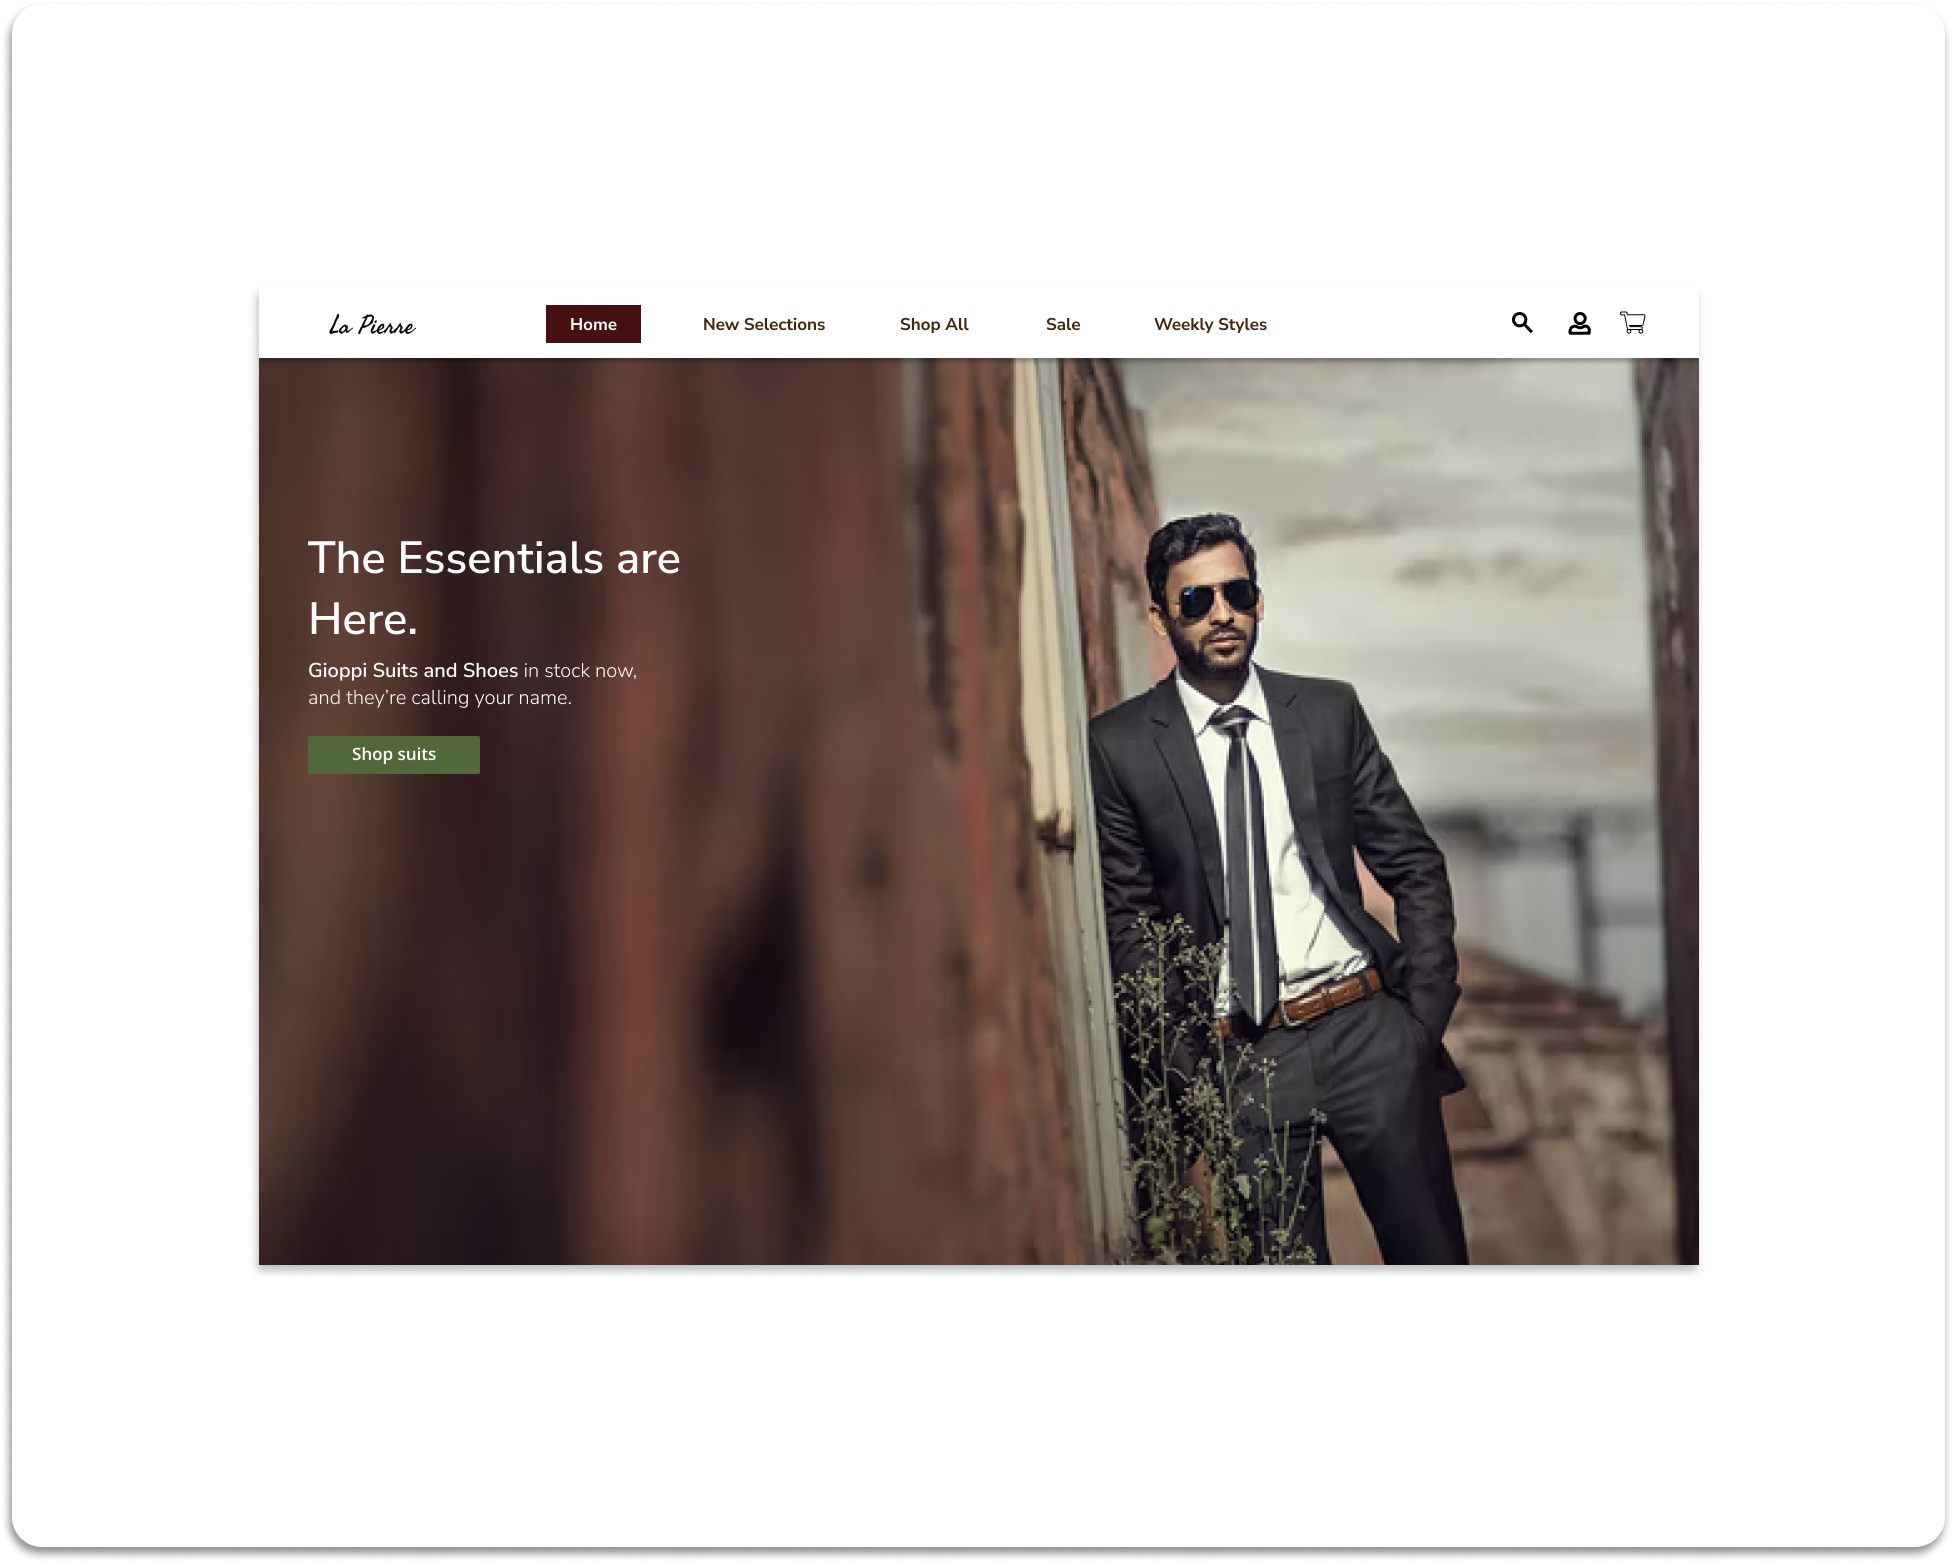 La Pierre
Home
New Selections
Shop All
Sale
Weekly Styles
The Essentials are
Here.
Gioppi Suits and Shoes in stock now,
and they’re calling your name.
Shop suits